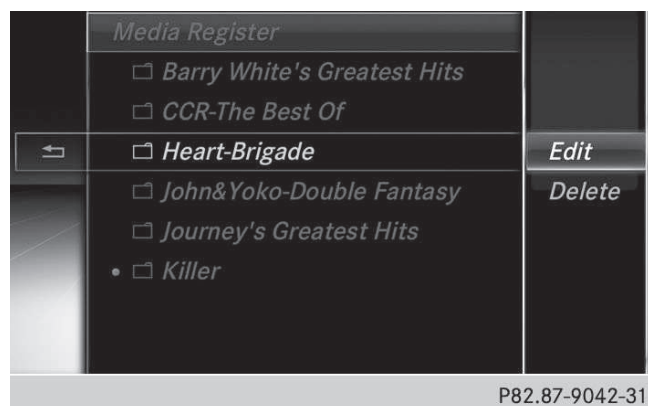 Media Register
Barry White's Greatest Hits
CCR-The Best Of
Heart-Brigade
Edit
John&Yoko-Double Fantasy
Delete
Journey's Greatest Hits
Killer
P82.87-9042-31